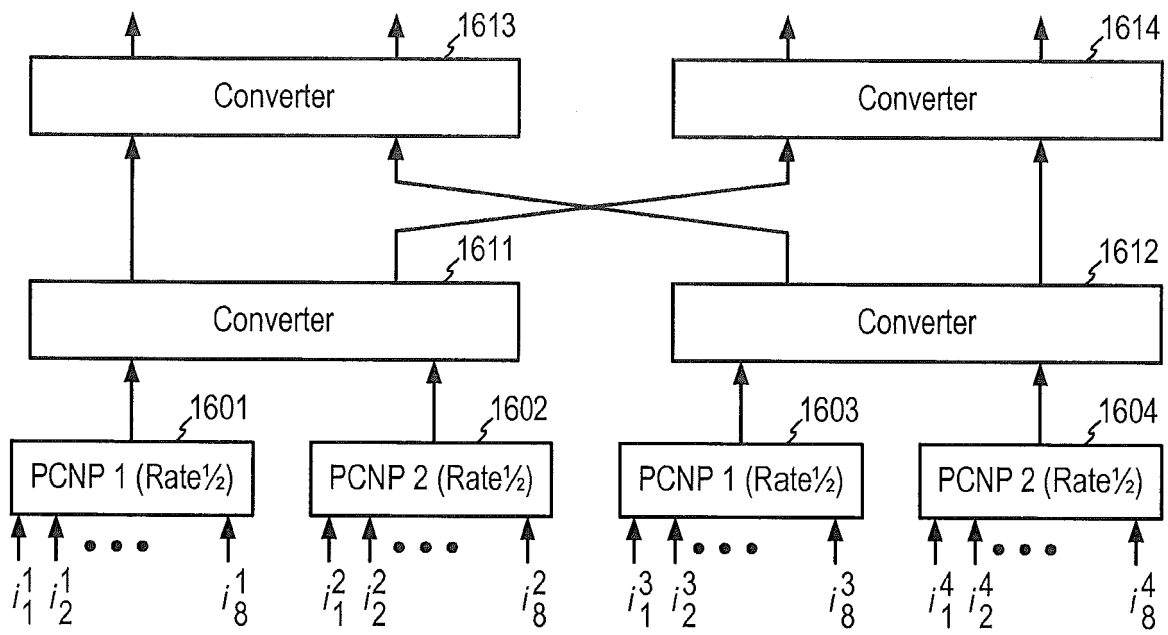 1613 1614
Converter Converter
1611 1612
Converter Converter
1601 1602 1603 1604
PCNP 1 (Rate½) PCNP 2 (Rate½) PCNP 1 (Rate½) PCNP 2 (Rate½)
i₁¹ i₂¹ • • • i₈¹ i₁² i₂² • • • i₈² i₁³ i₂³ • • • i₈³ i₁⁴ i₂⁴ • • • i₈⁴